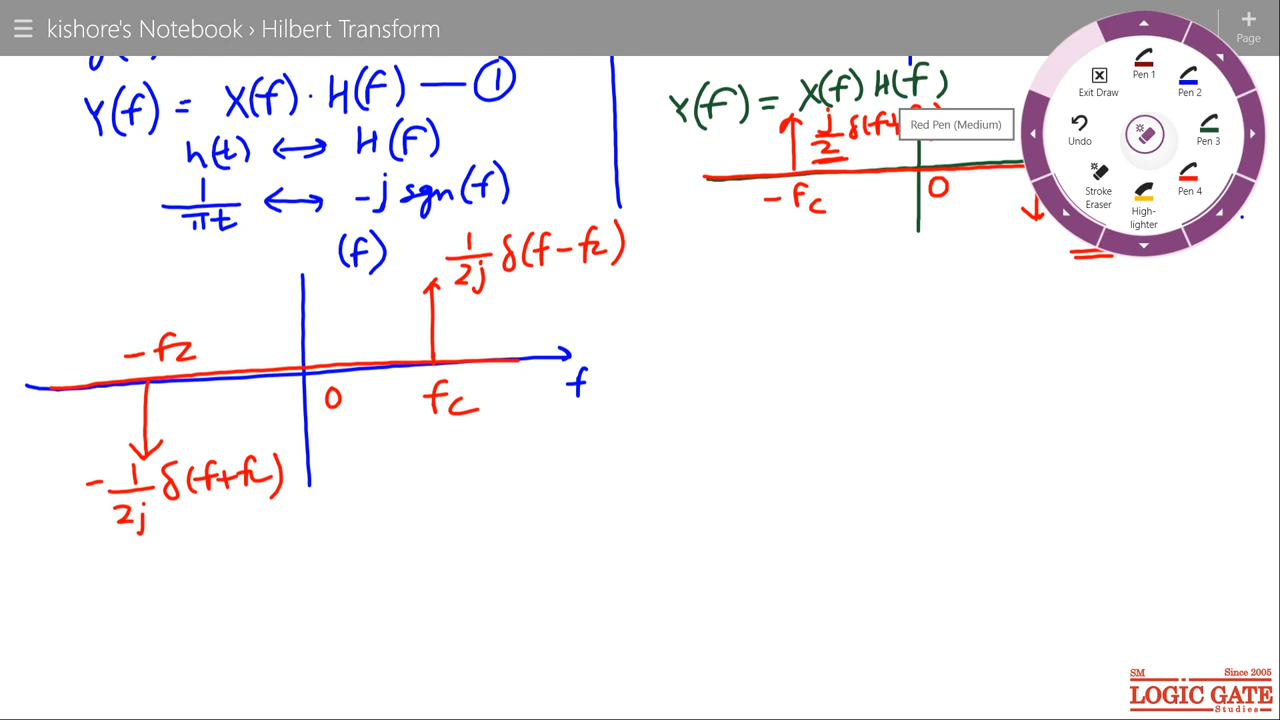 kishore's Notebook › Hilbert Transform
Page
Y(f) = X(f) · H(f) — ①
h(t) ↔ H(f)
1/πt ↔ -j sgn(f)
(f)
1/2j δ(f-fc)
-fc
0
fc
f
-1/2j δ(f+fc)
Y(f) = X(f) H(f)
j/2 δ(f+
-fc
0
Red Pen (Medium)
Exit Draw
Pen 1
Pen 2
Undo
Pen 3
Stroke
Eraser
High-
lighter
Pen 4
SM
Since 2005
LOGIC GATE
Studies